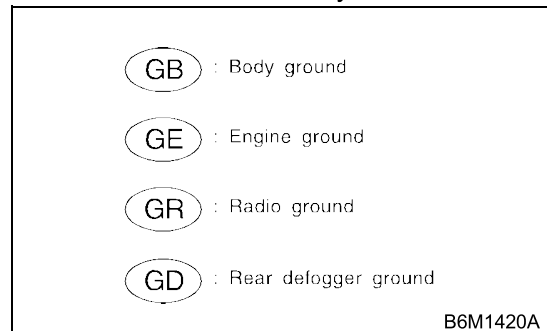 GB : Body ground
GE : Engine ground
GR : Radio ground
GD : Rear defogger ground
B6M1420A